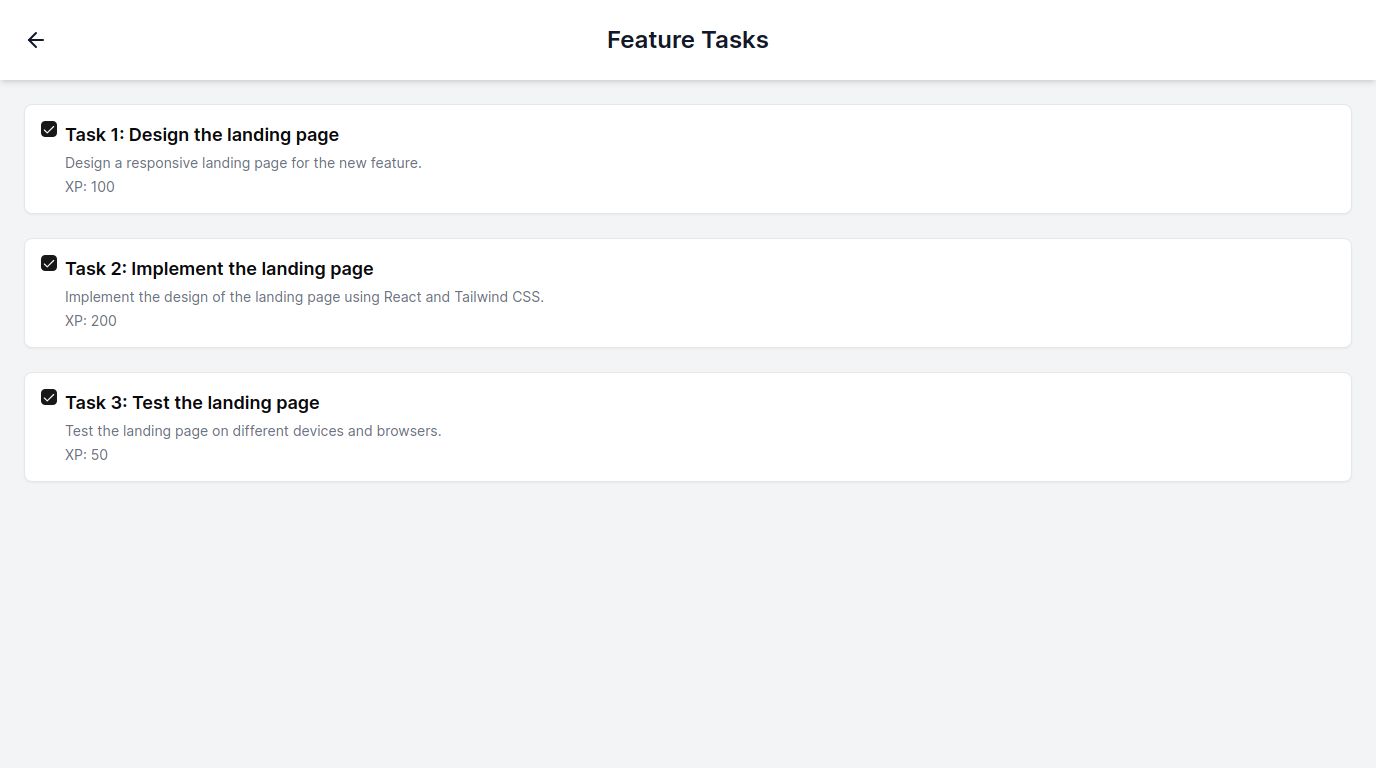 Feature Tasks
Task 1: Design the landing page
Design a responsive landing page for the new feature.
XP: 100
Task 2: Implement the landing page
Implement the design of the landing page using React and Tailwind CSS.
XP: 200
Task 3: Test the landing page
Test the landing page on different devices and browsers.
XP: 50